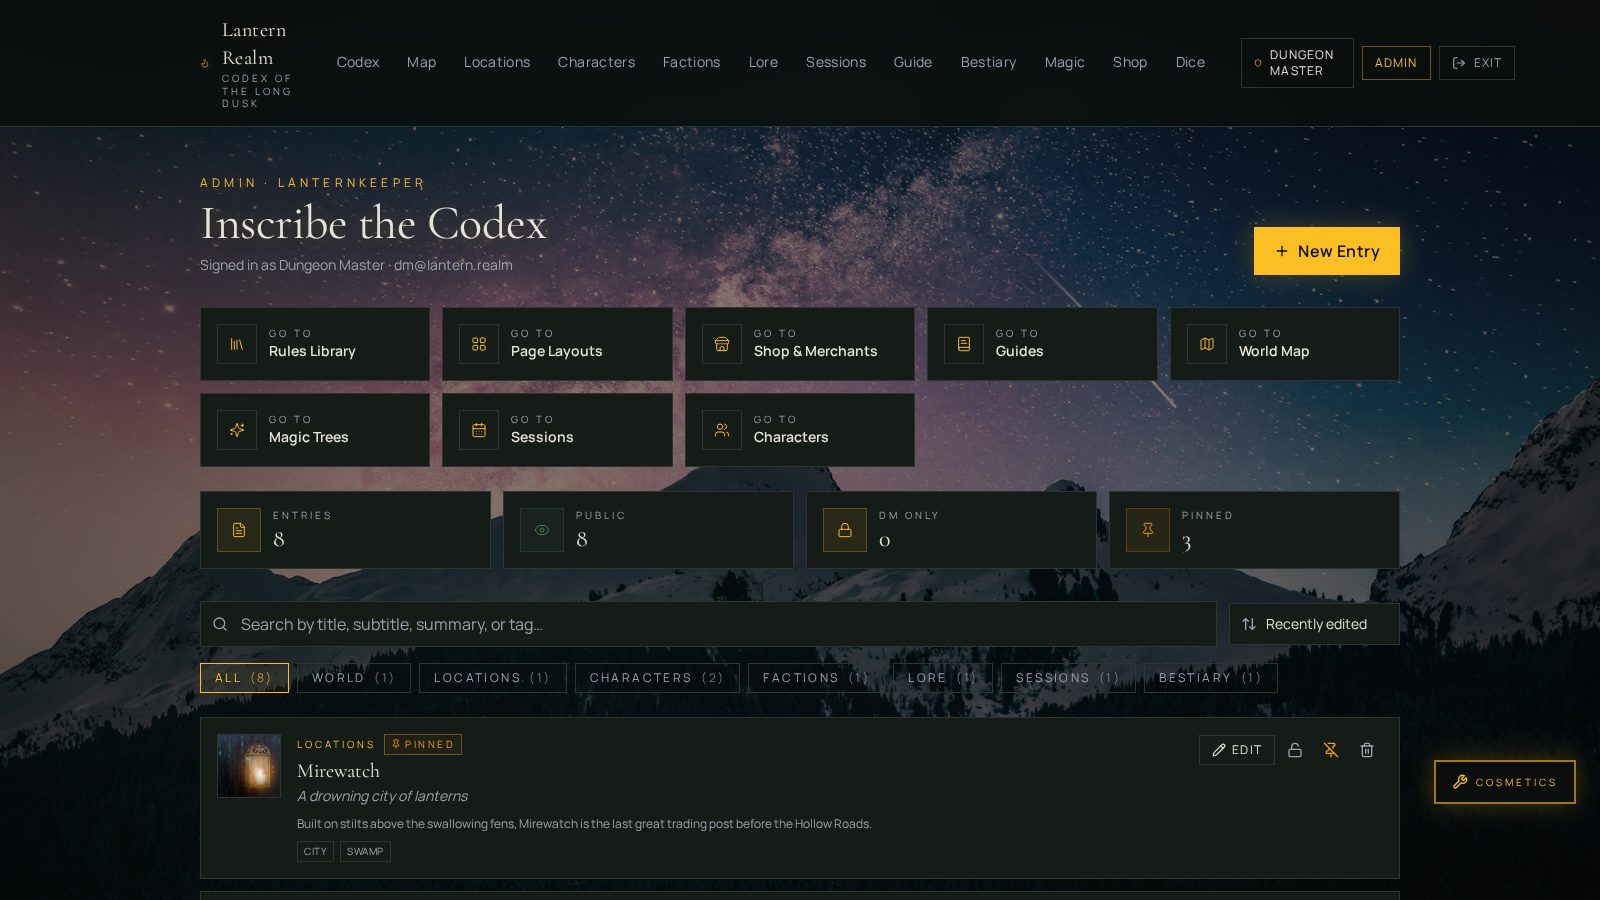 Lantern
Realm
CODEX OF
THE LONG
DUSK
Codex
Map
Locations
Characters
Factions
Lore
Sessions
Guide
Bestiary
Magic
Shop
Dice
DUNGEON
MASTER
ADMIN
EXIT
ADMIN · LANTERNKEEPER
Inscribe the Codex
Signed in as Dungeon Master · dm@lantern.realm
New Entry
GO TO
Rules Library
GO TO
Page Layouts
GO TO
Shop & Merchants
GO TO
Guides
GO TO
World Map
GO TO
Magic Trees
GO TO
Sessions
GO TO
Characters
ENTRIES
8
PUBLIC
8
DM ONLY
0
PINNED
3
Search by title, subtitle, summary, or tag...
Recently edited
ALL (8)
WORLD (1)
LOCATIONS (1)
CHARACTERS (2)
FACTIONS (1)
LORE (1)
SESSIONS (1)
BESTIARY (1)
LOCATIONS
PINNED
EDIT
Mirewatch
A drowning city of lanterns
Built on stilts above the swallowing fens, Mirewatch is the last great trading post before the Hollow Roads.
CITY
SWAMP
COSMETICS